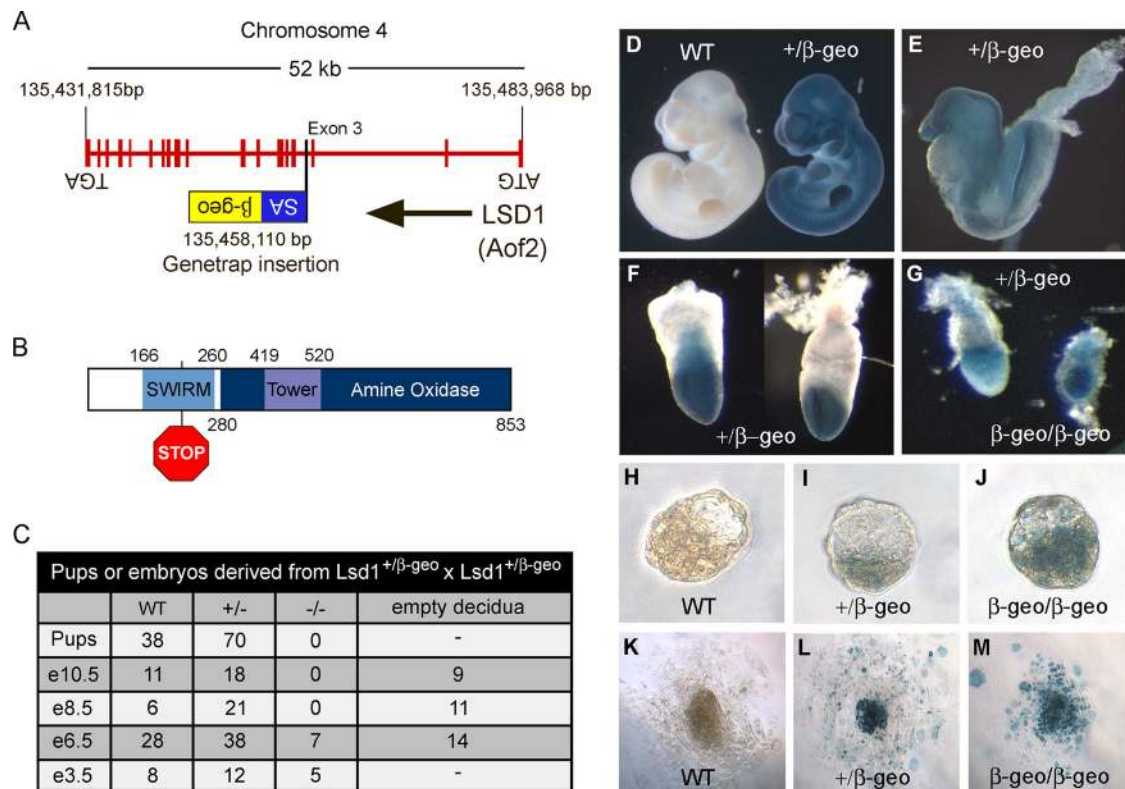 A
Chromosome 4
52 kb
135,431,815bp
135,483,968 bp
Exon 3
TGA
ATG
β-geo
SA
135,458,110 bp
Genetrap insertion
LSD1
(Aof2)
B
166
260
419
520
SWIRM
Tower
Amine Oxidase
280
853
STOP
C
Pups or embryos derived from Lsd1+/β-geo x Lsd1+/β-geo
WT +/- -/- empty decidua
Pups 38 70 0 -
e10.5 11 18 0 9
e8.5 6 21 0 11
e6.5 28 38 7 14
e3.5 8 12 5 -
D
WT
+/β-geo
E
+/β-geo
F
+/β-geo
G
+/β-geo
β-geo/β-geo
H
WT
I
+/β-geo
J
β-geo/β-geo
K
WT
L
+/β-geo
M
β-geo/β-geo